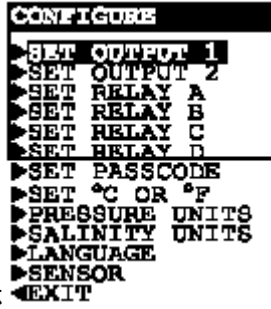 CONFIGURE
▶SET OUTPUT 1
▶SET OUTPUT 2
▶SET RELAY A
▶SET RELAY B
▶SET RELAY C
▶SET RELAY D
▶SET PASSCODE
▶SET °C OR °F
▶PRESSURE UNITS
▶SALINITY UNITS
▶LANGUAGE
▶SENSOR
◀EXIT